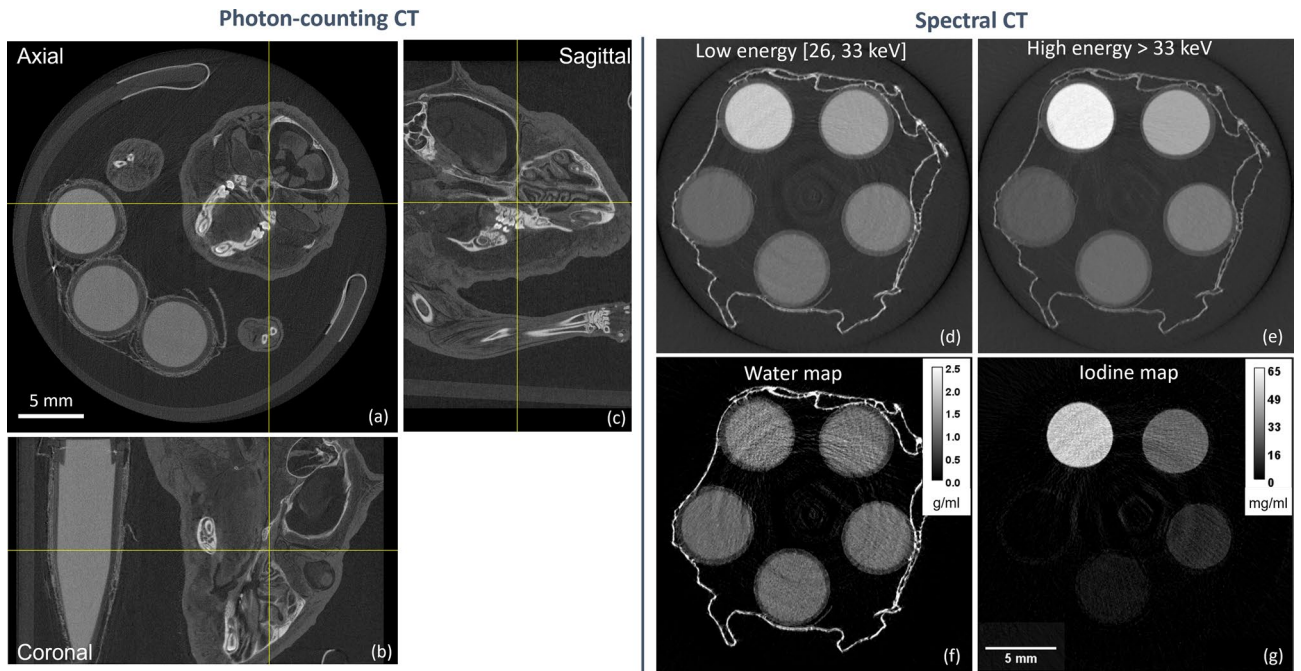 Photon-counting CT
Spectral CT
Axial
Sagittal
5 mm
(a)
(c)
Coronal
(b)
Low energy [26, 33 keV]
High energy > 33 keV
(d)
(e)
Water map
2.5
2.0
1.5
1.0
0.5
0.0
g/ml
(f)
Iodine map
65
49
33
16
0
mg/ml
5 mm
(g)